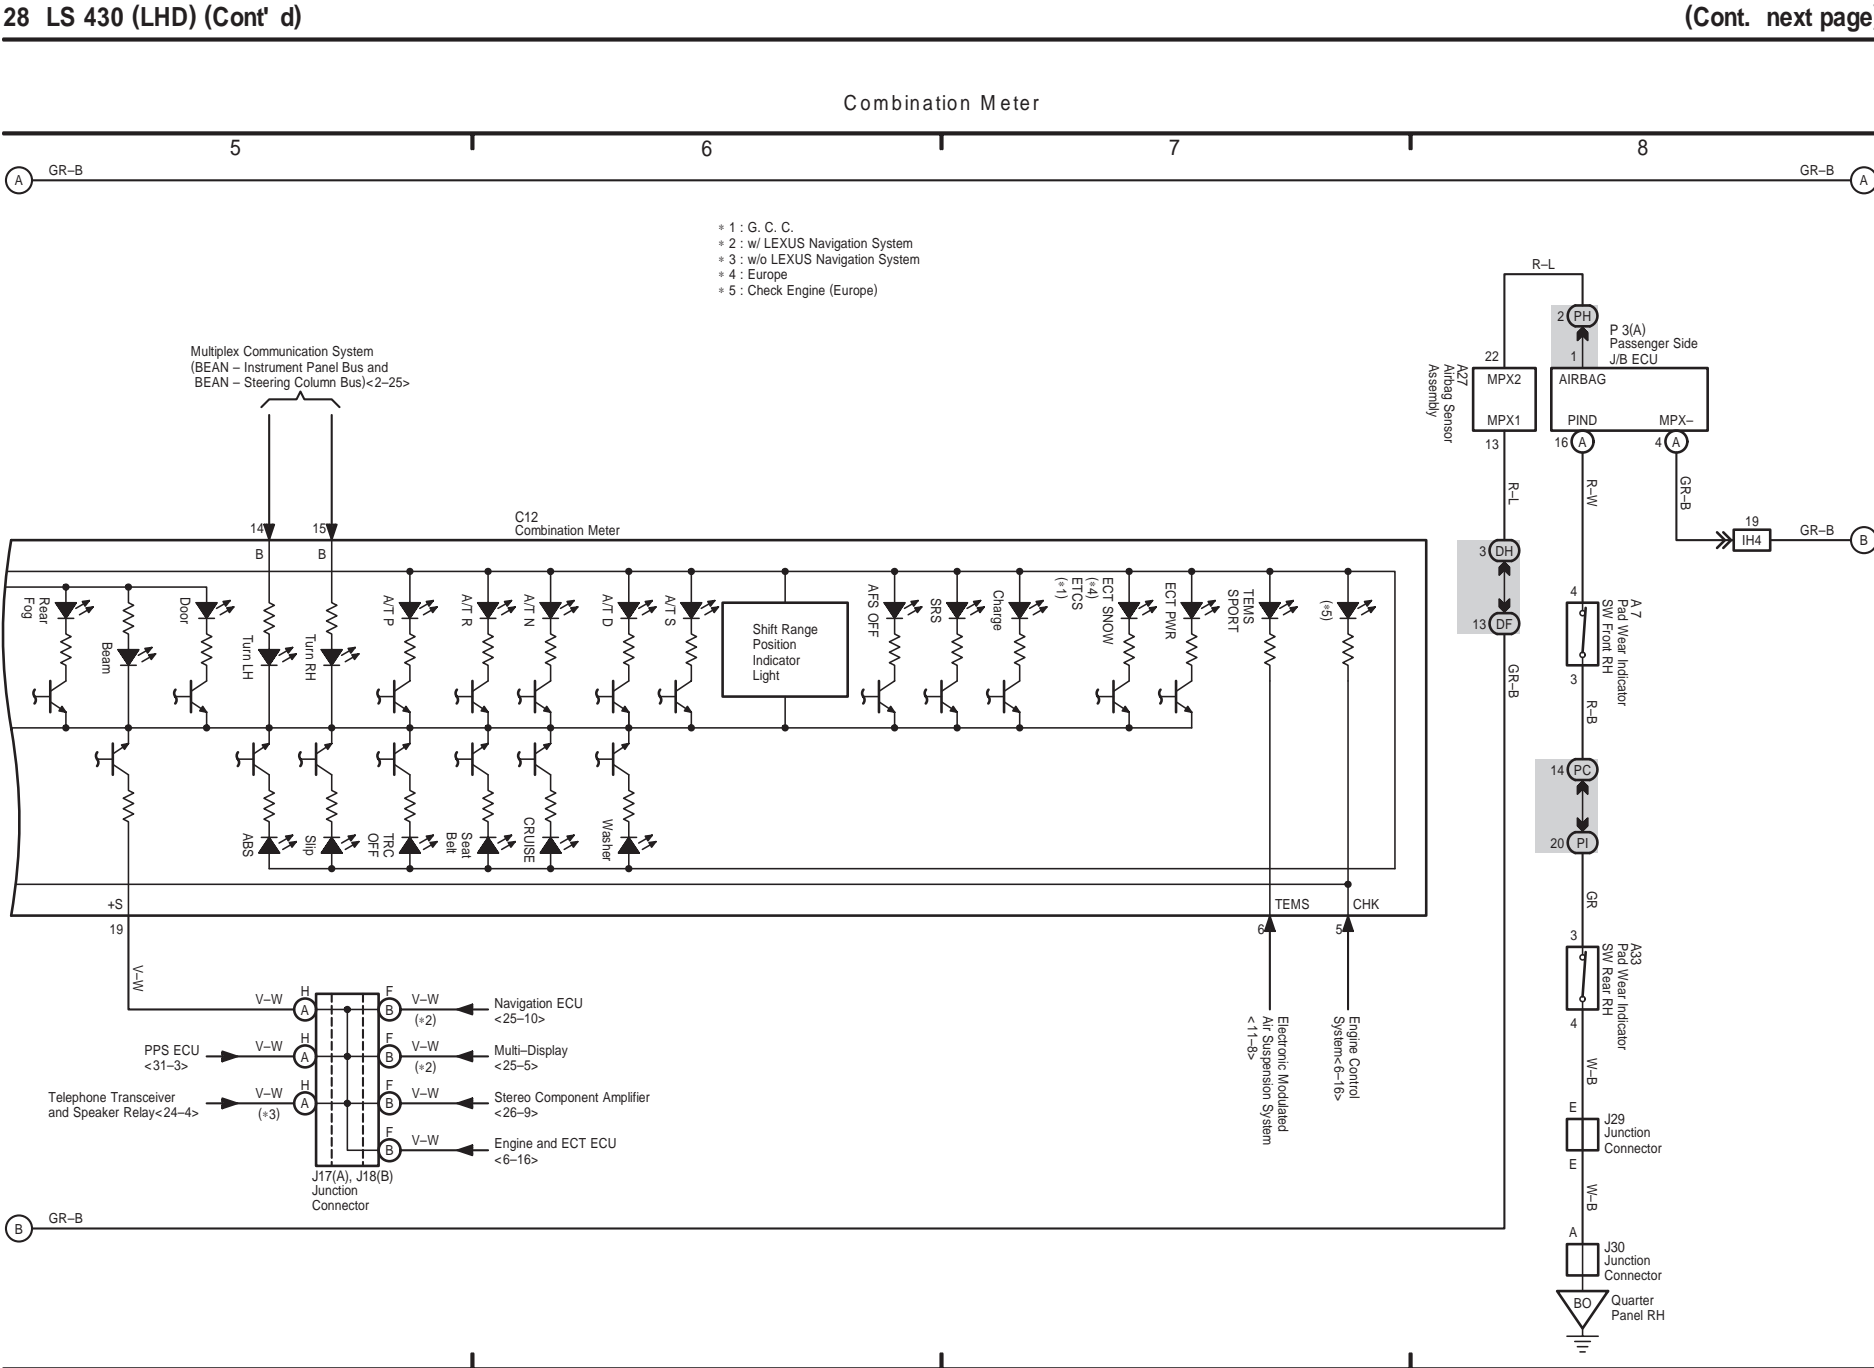 28 LS 430 (LHD) (Cont' d)
(Cont. next page)
Combination Meter
5
6
7
8
A
GR–B
GR–B
A
* 1 : G. C. C.
* 2 : w/ LEXUS Navigation System
* 3 : w/o LEXUS Navigation System
* 4 : Europe
* 5 : Check Engine (Europe)
R–L
2
PH
1
P 3(A)
Passenger Side
J/B ECU
Multiplex Communication System
(BEAN – Instrument Panel Bus and
BEAN – Steering Column Bus)<2–25>
A27
Airbag Sensor
Assembly
22
MPX2
MPX1
13
AIRBAG
PIND
MPX–
16
A
4
A
R–L
R–W
GR–B
19
IH4
GR–B
B
C12
Combination Meter
14
15
B
B
Rear
Fog
Beam
Door
Turn LH
Turn RH
A/T P
A/T R
A/T N
A/T D
A/T S
Shift Range
Position
Indicator
Light
AFS OFF
SRS
Charge
ECT SNOW
(*4)
ETCS
(*1)
ECT PWR
TEMS
SPORT
(*5)
3
DH
13
DF
GR–B
4
A 7
Pad Wear Indicator
SW Front RH
3
R–B
14
PC
20
PI
GR
ABS
Slip
TRC
OFF
Seat
Belt
CRUISE
Washer
+S
19
TEMS
CHK
6
5
V–W
3
A33
Pad Wear Indicator
SW Rear RH
4
W–B
V–W
H
A
F
B
V–W
(*2)
Navigation ECU
<25–10>
PPS ECU
<31–3>
V–W
H
A
F
B
V–W
(*2)
Multi–Display
<25–5>
Telephone Transceiver
and Speaker Relay<24–4>
V–W
(*3)
H
A
F
B
V–W
Stereo Component Amplifier
<26–9>
F
B
V–W
Engine and ECT ECU
<6–16>
J17(A), J18(B)
Junction
Connector
Electronic Modulated
Air Suspension System
<11–8>
Engine Control
System<6–16>
E
J29
Junction
Connector
E
W–B
B
GR–B
A
J30
Junction
Connector
BO
Quarter
Panel RH